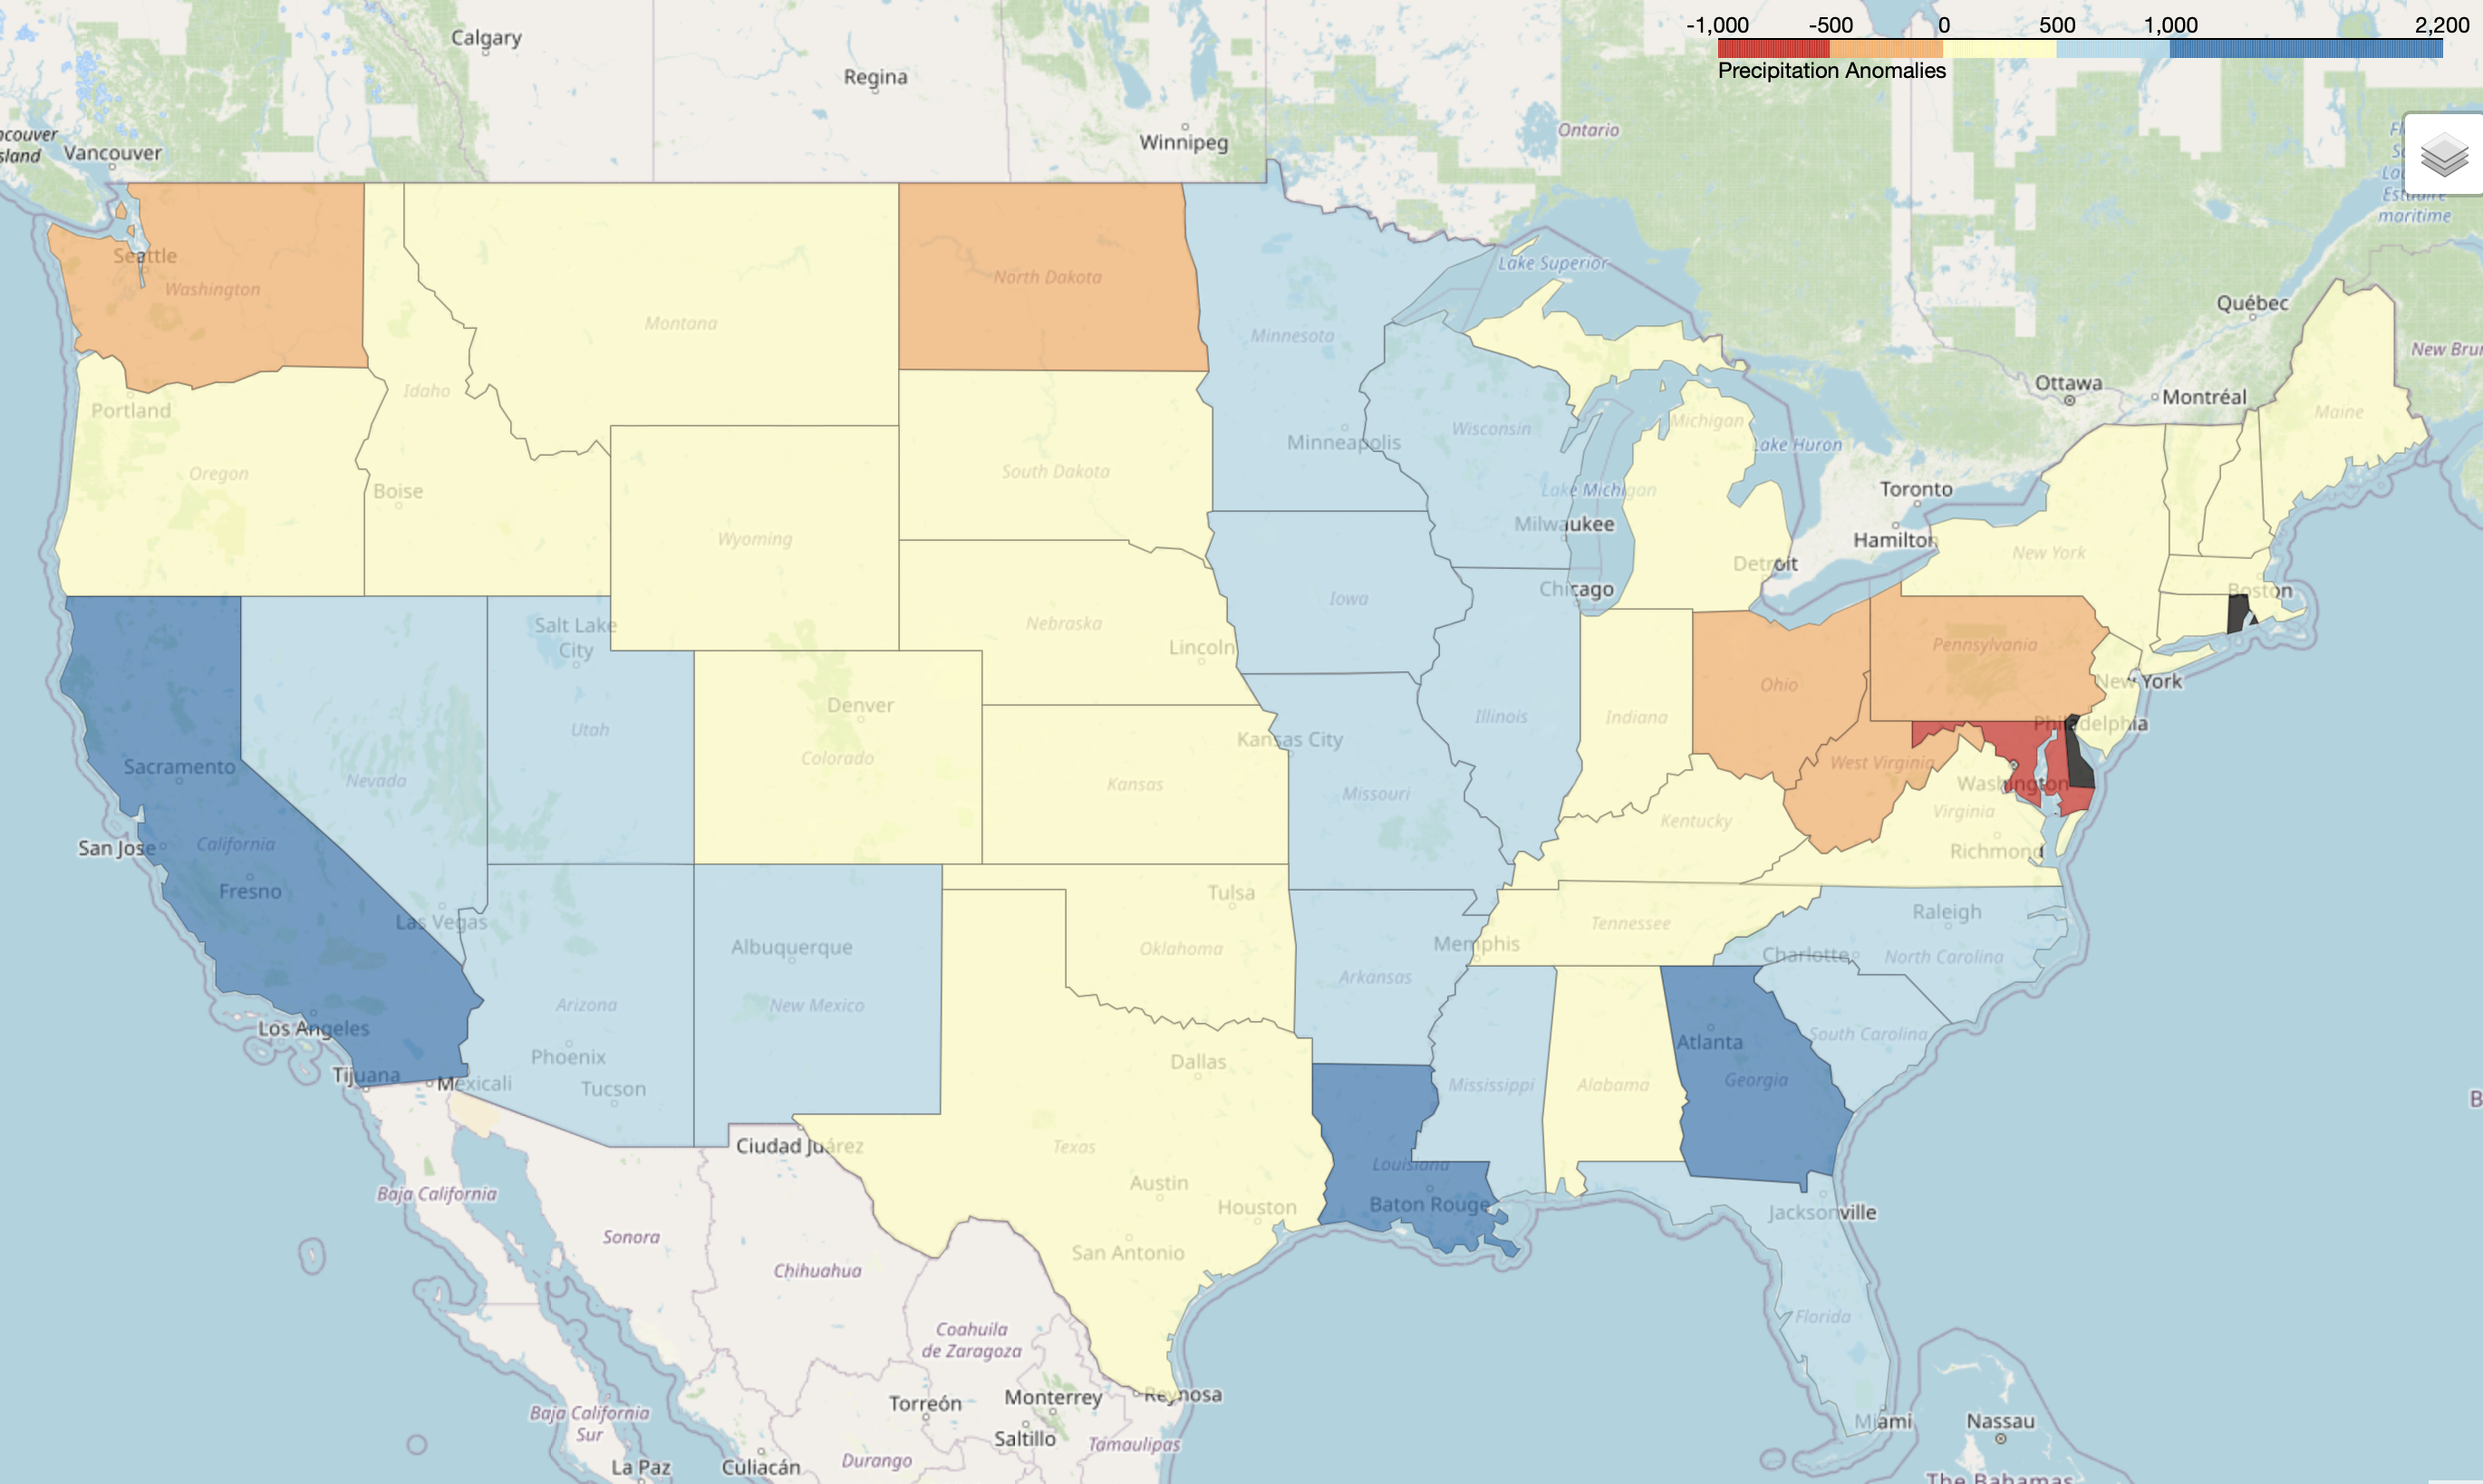 -1,000 -500 0 500 1,000 2,200
Precipitation Anomalies
Calgary
Regina
Winnipeg
Ontario
Vancouver
Québec
maritime
Seattle
Washington
North Dakota
Lake Superior
Montana
Minnesota
Ottawa
Montréal
Portland
Idaho
Minneapolis
Wisconsin
Michigan
Maine
Lake Huron
Oregon
Boise
South Dakota
Lake Michigan
Toronto
Milwaukee
Hamilton
Wyoming
New York
Detroit
Chicago
Boston
Iowa
Salt Lake
City
Nebraska
Lincoln
Pennsylvania
Ohio
New York
Denver
Utah
Illinois
Indiana
Philadelphia
Kansas City
Colorado
Sacramento
Nevada
Kansas
Missouri
West Virginia
Washington
Virginia
Kentucky
Richmond
San Jose
California
Fresno
Las Vegas
Tulsa
Raleigh
Tennessee
Albuquerque
Oklahoma
Memphis
Charlotte
North Carolina
Arkansas
Arizona
New Mexico
Los Angeles
Atlanta
South Carolina
Phoenix
Dallas
Tijuana
Mexicali
Tucson
Mississippi
Alabama
Georgia
Ciudad Juárez
Texas
Louisiana
Baja California
Austin
Baton Rouge
Houston
Jacksonville
Sonora
San Antonio
Chihuahua
Florida
Coahuila
de Zaragoza
Reynosa
Monterrey
Torreón
Baja California
Sur
Saltillo
Tamaulipas
Miami
Nassau
Durango
La Paz
Culiacán
The Bahamas